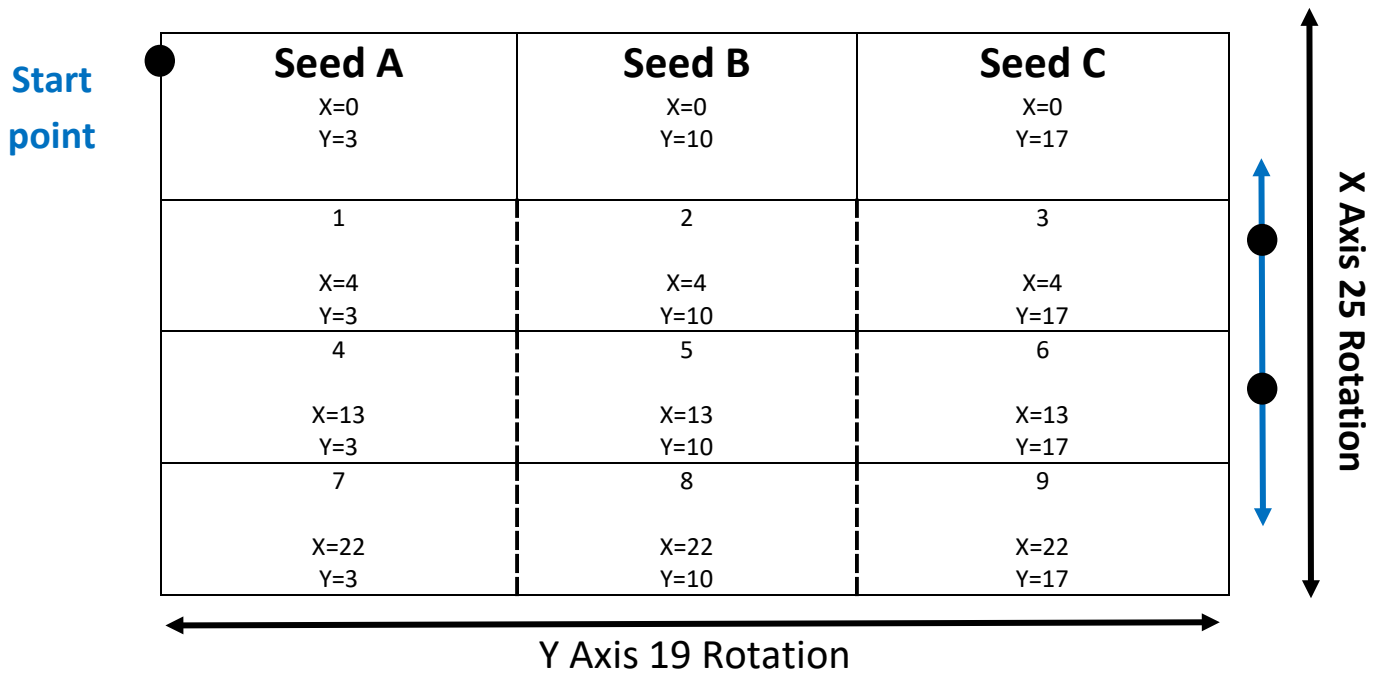 Start
point
Seed A
X=0
Y=3
Seed B
X=0
Y=10
Seed C
X=0
Y=17
1
X=4
Y=3
2
X=4
Y=10
3
X=4
Y=17
4
X=13
Y=3
5
X=13
Y=10
6
X=13
Y=17
7
X=22
Y=3
8
X=22
Y=10
9
X=22
Y=17
X Axis 25 Rotation
Y Axis 19 Rotation